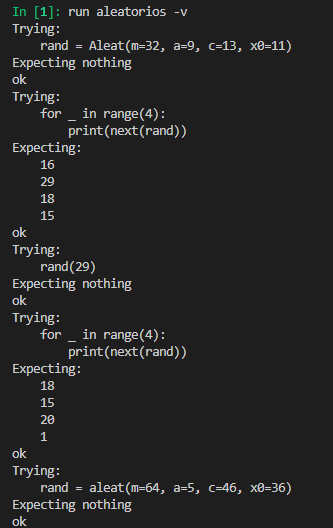 In [1]: run aleatorios -v
Trying:
    rand = Aleat(m=32, a=9, c=13, x0=11)
Expecting nothing
ok
Trying:
    for _ in range(4):
        print(next(rand))
Expecting:
    16
    29
    18
    15
ok
Trying:
    rand(29)
Expecting nothing
ok
Trying:
    for _ in range(4):
        print(next(rand))
Expecting:
    18
    15
    20
    1
ok
Trying:
    rand = aleat(m=64, a=5, c=46, x0=36)
Expecting nothing
ok